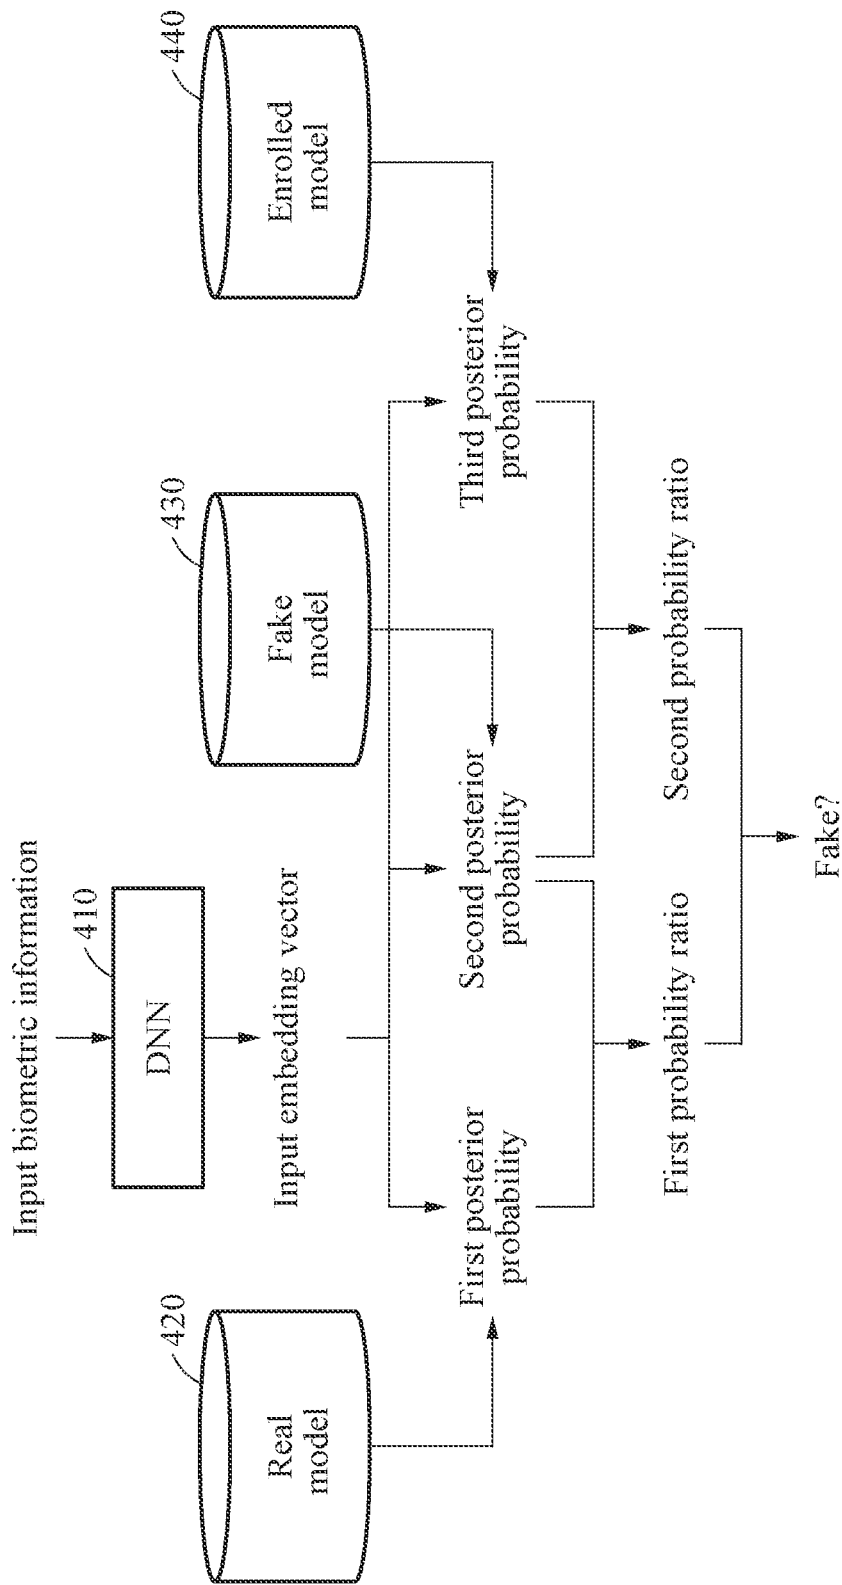 Input biometric information
410
DNN
Input embedding vector
420
Real
model
430
Fake
model
440
Enrolled
model
First posterior
probability
Second posterior
probability
Third posterior
probability
First probability ratio
Second probability ratio
Fake?